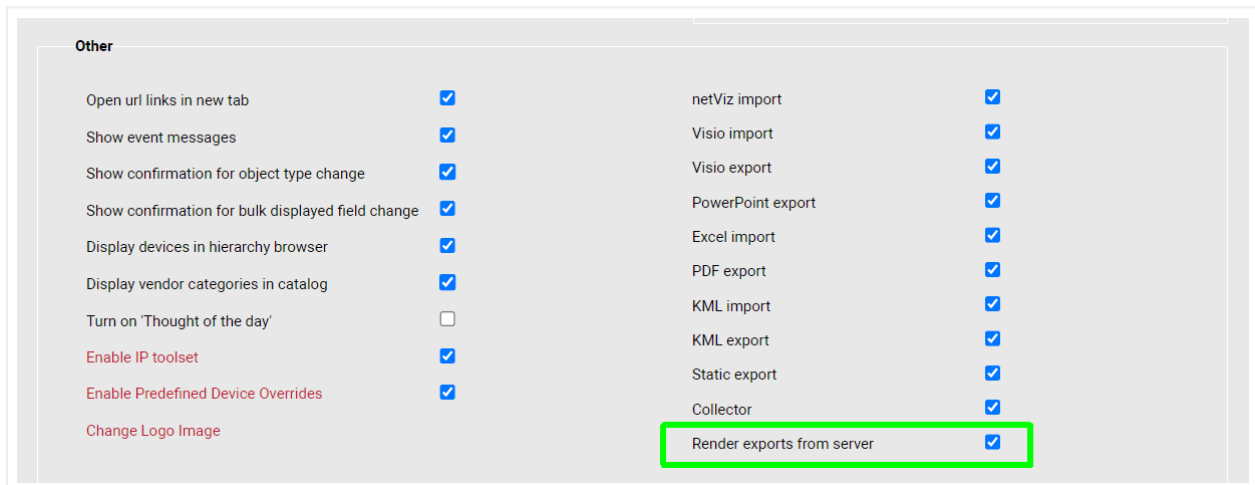 Other
Open url links in new tab
Show event messages
Show confirmation for object type change
Show confirmation for bulk displayed field change
Display devices in hierarchy browser
Display vendor categories in catalog
Turn on 'Thought of the day'
Enable IP toolset
Enable Predefined Device Overrides
Change Logo Image
netViz import
Visio import
Visio export
PowerPoint export
Excel import
PDF export
KML import
KML export
Static export
Collector
Render exports from server